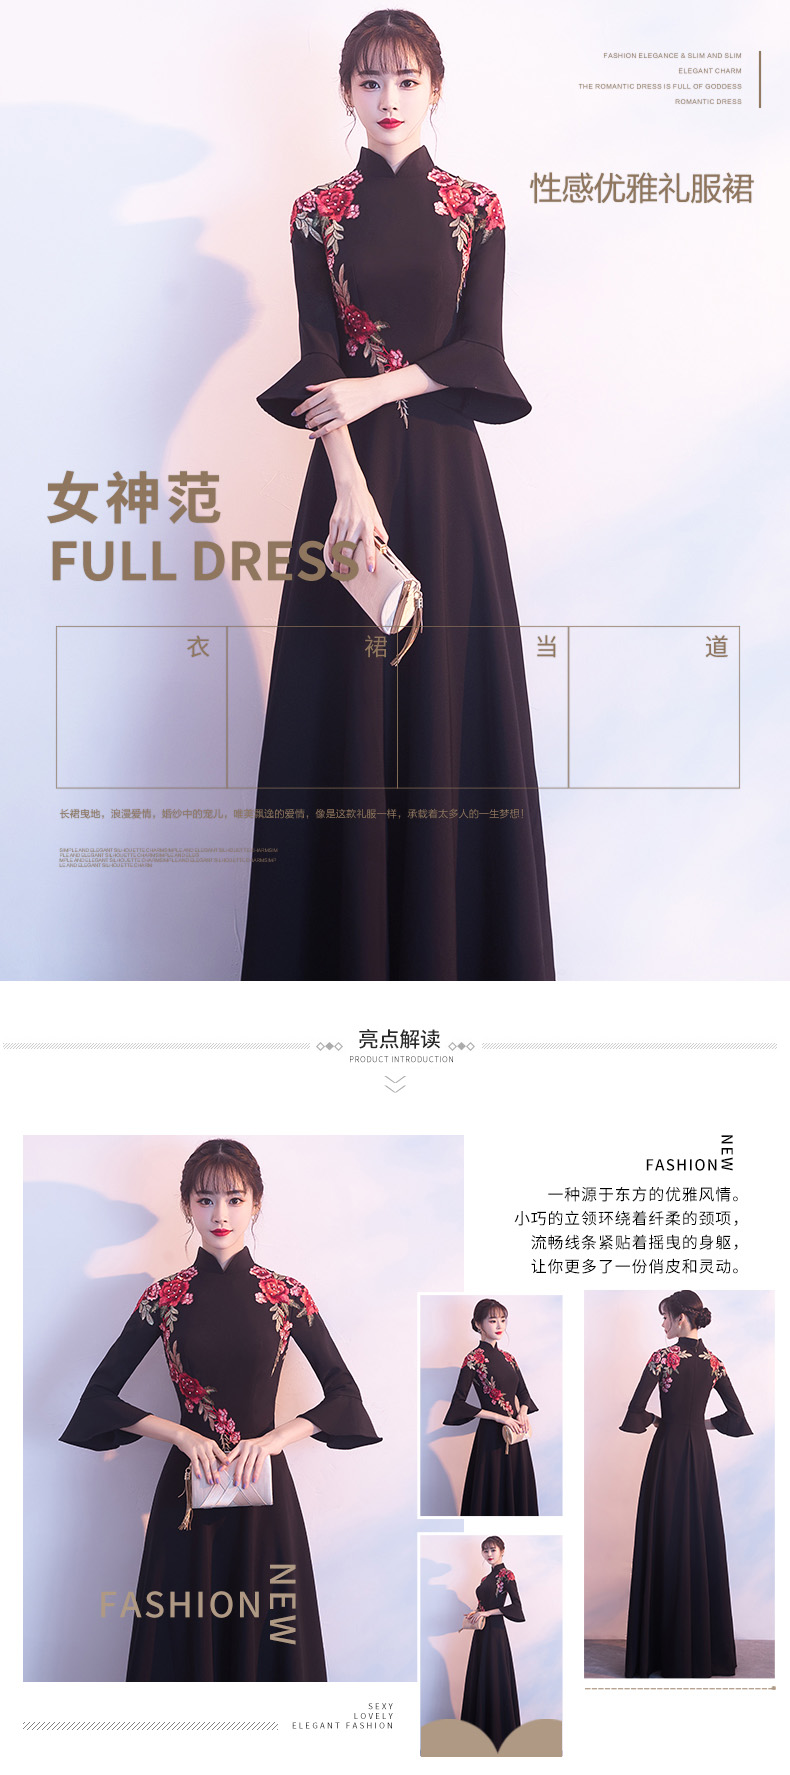 FASHION ELEGANCE & SLIM AND SLIM
ELEGANT CHARM
THE ROMANTIC DRESS IS FULL OF GODDESS
ROMANTIC DRESS
性感优雅礼服裙
女神范
FULL DRESS
衣 裙 当 道
长裙曳地，浪漫爱情，婚纱中的宠儿，唯美飘逸的爱情，像是这款礼服一样，承载着太多人的一生梦想！
亮点解读
PRODUCT INTRODUCTION
FASHION NEW
一种源于东方的优雅风情。
小巧的立领环绕着纤柔的颈项，
流畅线条紧贴着摇曳的身躯，
让你更多了一份俏皮和灵动。
FASHION NEW
SEXY
LOVELY
ELEGANT FASHION